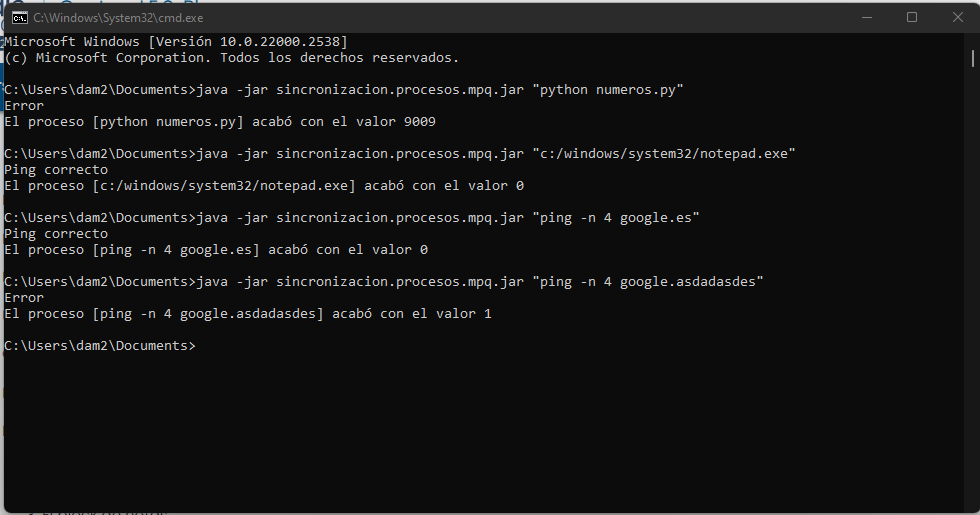 C:\Windows\System32\cmd.exe
Microsoft Windows [Versión 10.0.22000.2538]
(c) Microsoft Corporation. Todos los derechos reservados.
C:\Users\dam2\Documents>java -jar sincronizacion.procesos.mpq.jar "python numeros.py"
Error
El proceso [python numeros.py] acabó con el valor 9009
C:\Users\dam2\Documents>java -jar sincronizacion.procesos.mpq.jar "c:/windows/system32/notepad.exe"
Ping correcto
El proceso [c:/windows/system32/notepad.exe] acabó con el valor 0
C:\Users\dam2\Documents>java -jar sincronizacion.procesos.mpq.jar "ping -n 4 google.es"
Ping correcto
El proceso [ping -n 4 google.es] acabó con el valor 0
C:\Users\dam2\Documents>java -jar sincronizacion.procesos.mpq.jar "ping -n 4 google.asdadasdes"
Error
El proceso [ping -n 4 google.asdadasdes] acabó con el valor 1
C:\Users\dam2\Documents>